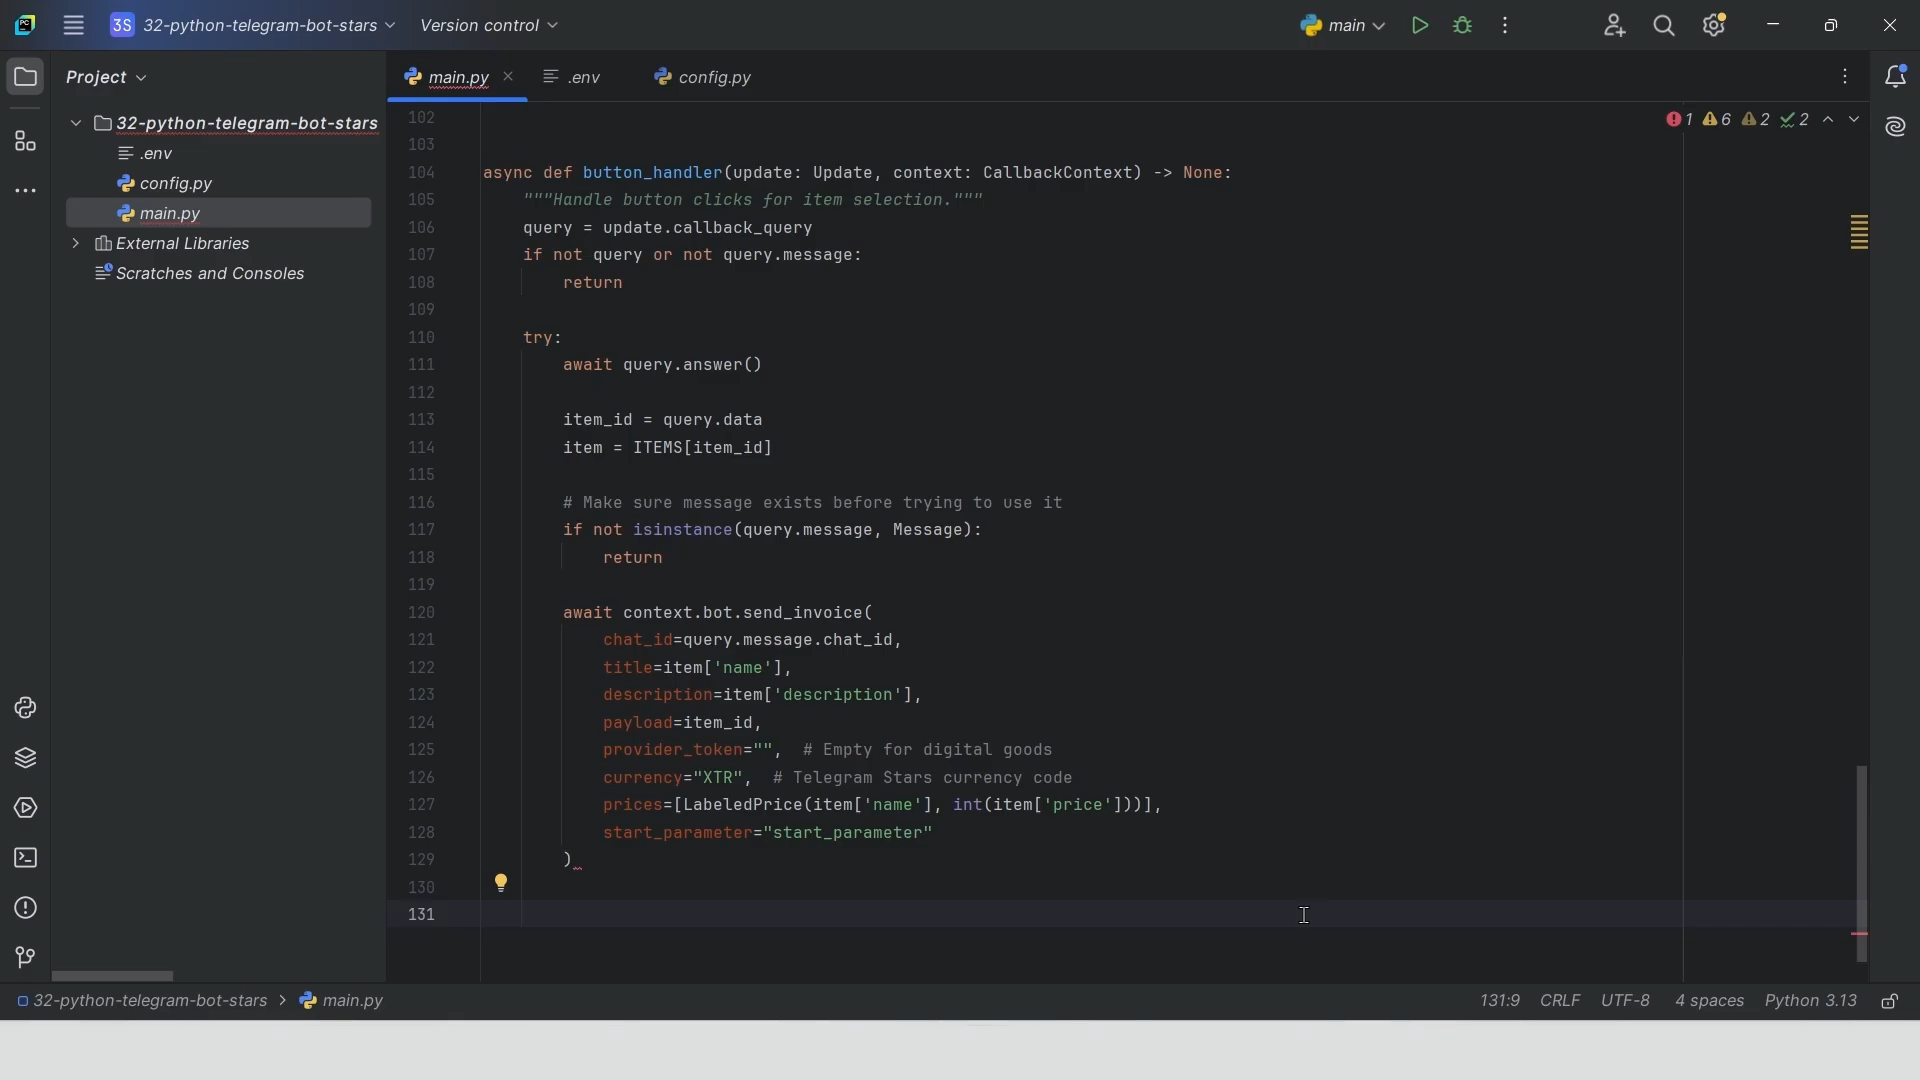 PC
3S 32-python-telegram-bot-stars
Version control
main
Project
main.py
.env
config.py
32-python-telegram-bot-stars
.env
config.py
main.py
External Libraries
Scratches and Consoles
1 6 2 2
102
103
104 async def button_handler(update: Update, context: CallbackContext) -> None:
105 """Handle button clicks for item selection."""
106 query = update.callback_query
107 if not query or not query.message:
108 return
109
110 try:
111 await query.answer()
112
113 item_id = query.data
114 item = ITEMS[item_id]
115
116 # Make sure message exists before trying to use it
117 if not isinstance(query.message, Message):
118 return
119
120 await context.bot.send_invoice(
121 chat_id=query.message.chat_id,
122 title=item['name'],
123 description=item['description'],
124 payload=item_id,
125 provider_token="",  # Empty for digital goods
126 currency="XTR",  # Telegram Stars currency code
127 prices=[LabeledPrice(item['name'], int(item['price']))],
128 start_parameter="start_parameter"
129 )
130
131
32-python-telegram-bot-stars > main.py
131:9 CRLF UTF-8 4 spaces Python 3.13